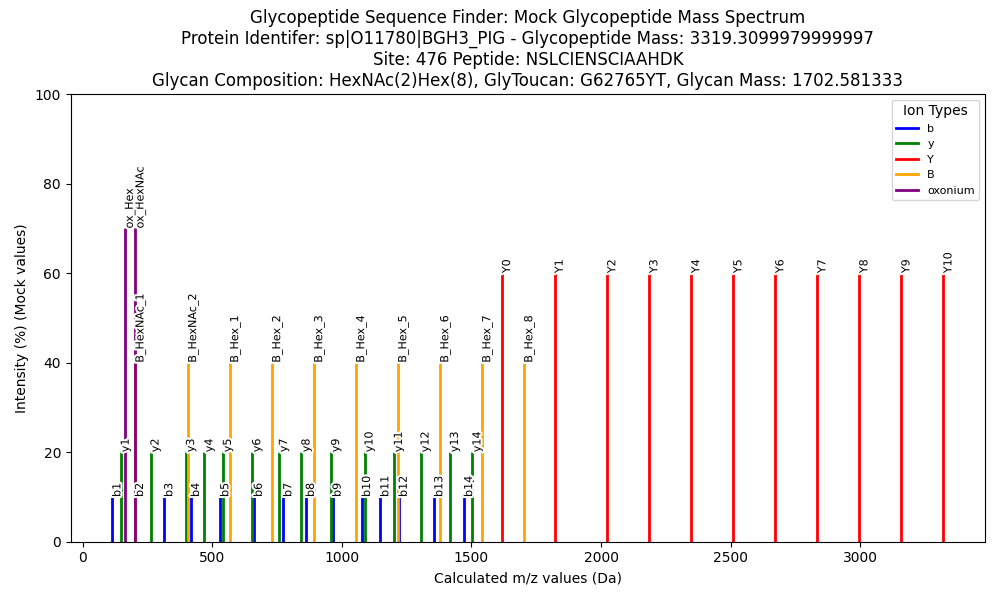 Glycopeptide Sequence Finder: Mock Glycopeptide Mass Spectrum
Protein Identifer: sp|O11780|BGH3_PIG - Glycopeptide Mass: 3319.3099979999997
Site: 476 Peptide: NSLCIENSCIAAHDK
Glycan Composition: HexNAc(2)Hex(8), GlyToucan: G62765YT, Glycan Mass: 1702.581333
Intensity (%) (Mock values)
100
80
60
40
20
0
Ion Types
b
y
Y
B
oxonium
ox_Hex
ox_HexNAc
B_HexNAc_1
B_HexNAc_2
B_Hex_1
B_Hex_2
B_Hex_3
B_Hex_4
B_Hex_5
B_Hex_6
B_Hex_7
B_Hex_8
Y0
Y1
Y2
Y3
Y4
Y5
Y6
Y7
Y8
Y9
Y10
y1
y2
y3
y4
y5
y6
y7
y8
y9
y10
y11
y12
y13
y14
b1
b2
b3
b4
b5
b6
b7
b8
b9
b10
b11
b12
b13
b14
0
500
1000
1500
2000
2500
3000
Calculated m/z values (Da)